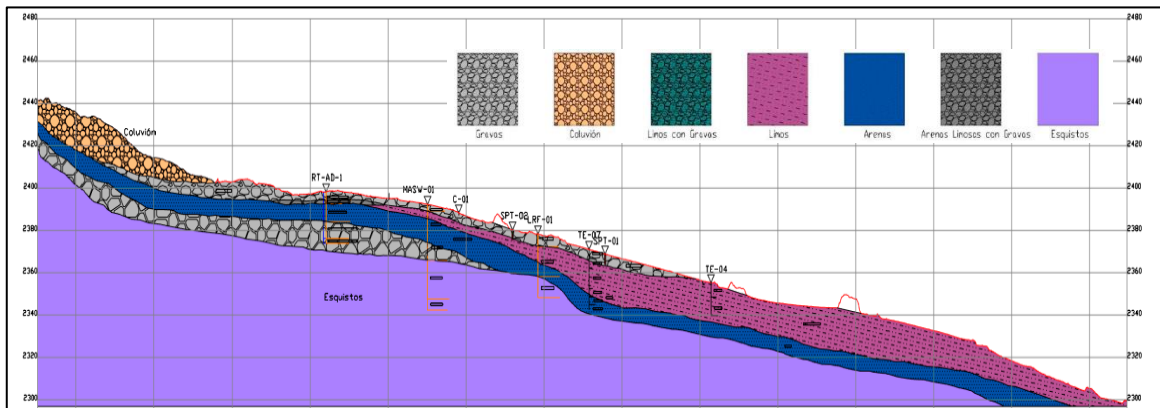 2480 2480
2460 2460
2440 2440
2420 2420
2400 2400
2380 2380
2360 2360
2340 2340
2320 2320
2300 2300
Gravas Coluvión Limos con Gravas Limos Arenas Arenas Limosas con Gravas Esquistos
Coluvión
RT-AD-1
MASW-01
C-01
SPT-02
LRF-01
TE-07
SPT-01
TE-04
Esquistos